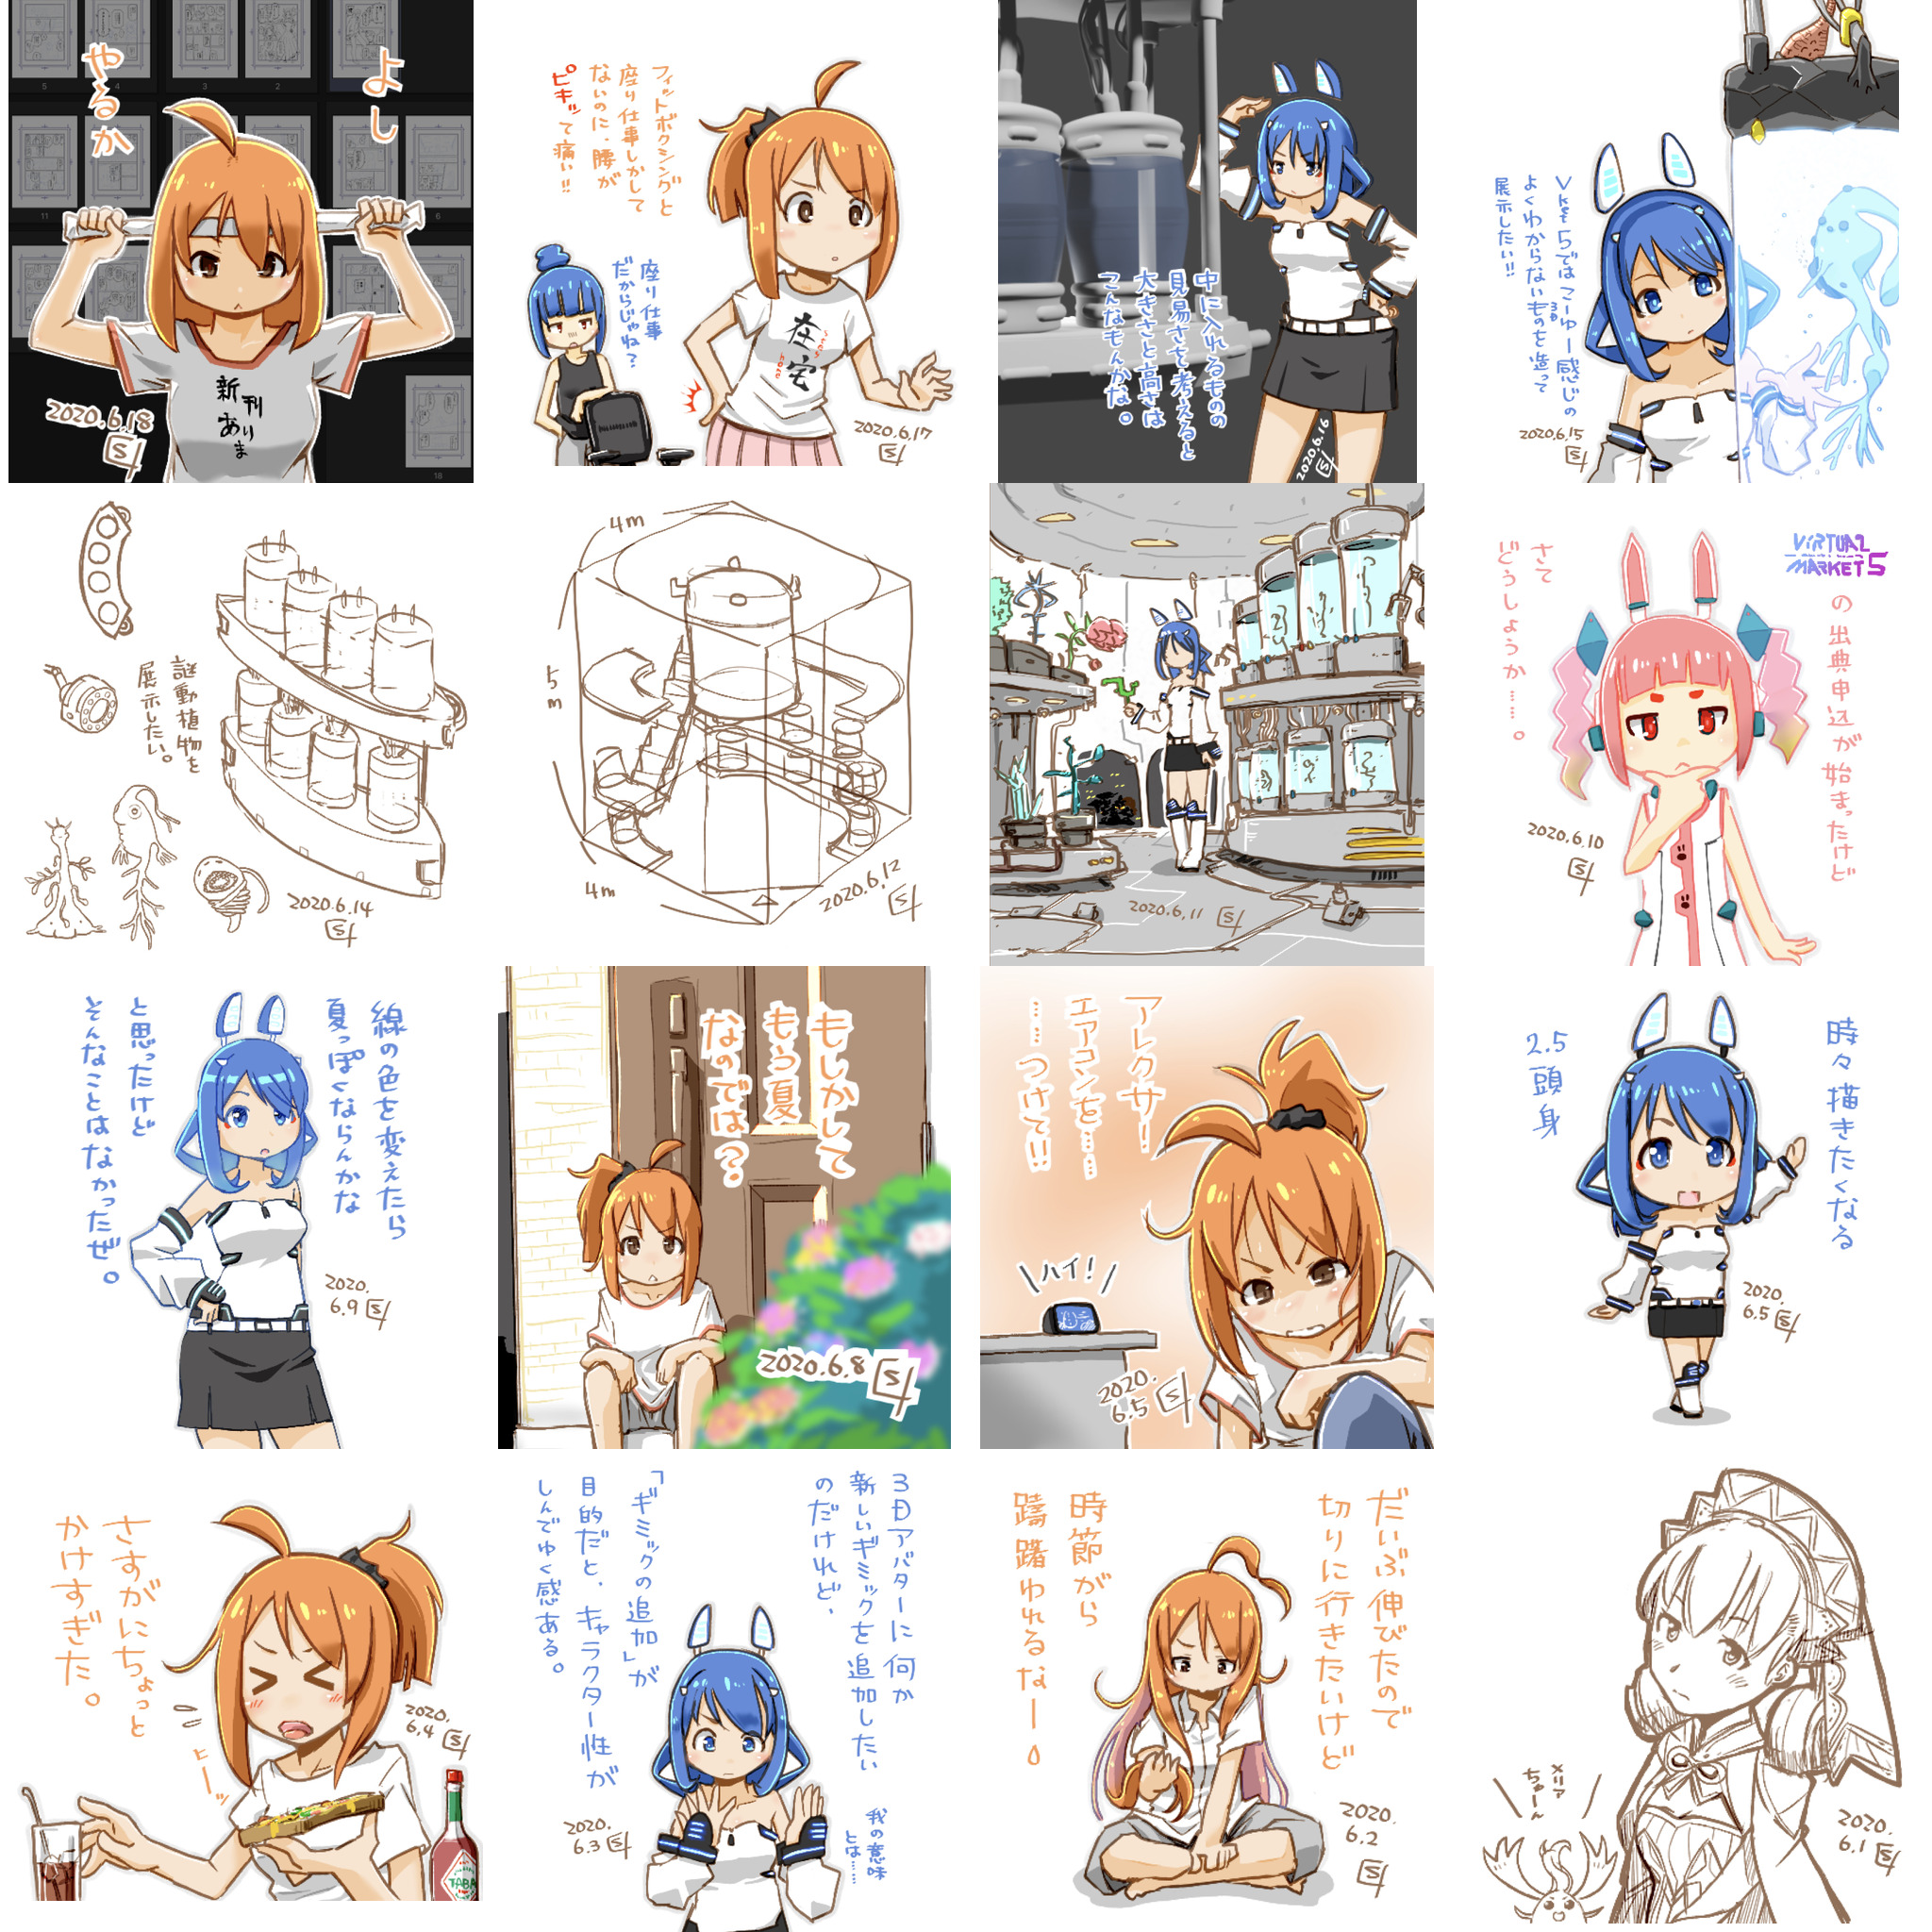 よし
やるか
新刊
ありま
2020.6.18
フィットボクシングと
座り仕事しかして
ないのに、腰が
ピキッて痛い!!
座り仕事
だからじゃね？
在宅
stay
home
2020.6.17
中に入れるものの
見易さを考えると
大きさと高さは
こんなもんかな。
2020.6.16
Vket5ではこーゆー感じの
よくわからないものを造って
展示したい!!
2020.6.15
謎動植物を
展示したい。
2020.6.14
4m
5m
4m
2020.6.12
2020.6.11
VIRTUAL
MARKET5
の出典申込が始まったけど
さて
どうしようか……。
2020.6.10
線の色を変えたら
夏っぽくならんかな
と思ったけど
そんなことはなかったぜ。
2020.
6.9
もしかして
もう夏
なのでは？
2020.6.8
アレクサ！
エアコンを……
……つけて!!
ハイ！
2020.
6.5
時々描きたくなる
2.5頭身
2020.
6.5
さすがにちょっと
かけすぎた。
ヒーッ
TABA
2020.
6.4
3Dアバターに何か
新しいギミックを追加したい
のだけれど、
「ギミックの追加」が
目的だと、キャラクター性が
しんでゆく感ある。
我の意味
とは……
2020.
6.3
だいぶ伸びたので
切りに行きたいけど
時節がら
躊躇われるなー。
2020.
6.2
メリア
ちゃーん
2020.
6.1